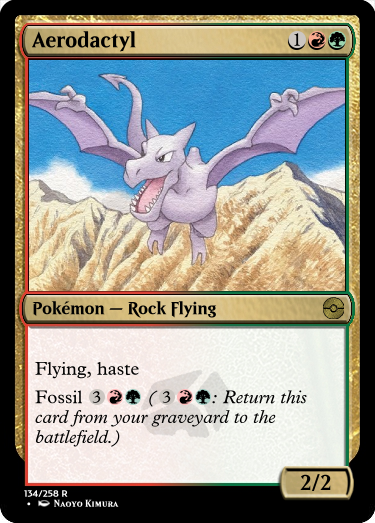 Aerodactyl 1
Pokémon — Rock Flying
Flying, haste
Fossil 3 ( 3 : Return this
card from your graveyard to the
battlefield.)
2/2
134/258 R
• Naoyo Kimura